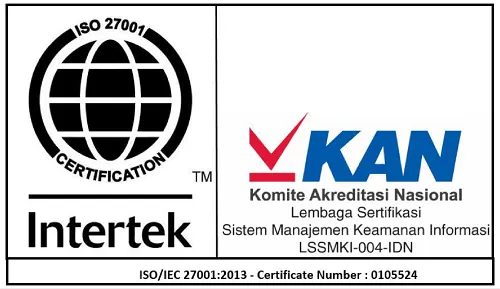 ISO 27001
CERTIFICATION
TM
Intertek
KAN
Komite Akreditasi Nasional
Lembaga Sertifikasi
Sistem Manajemen Keamanan Informasi
LSSMKI-004-IDN
ISO/IEC 27001:2013 - Certificate Number : 0105524